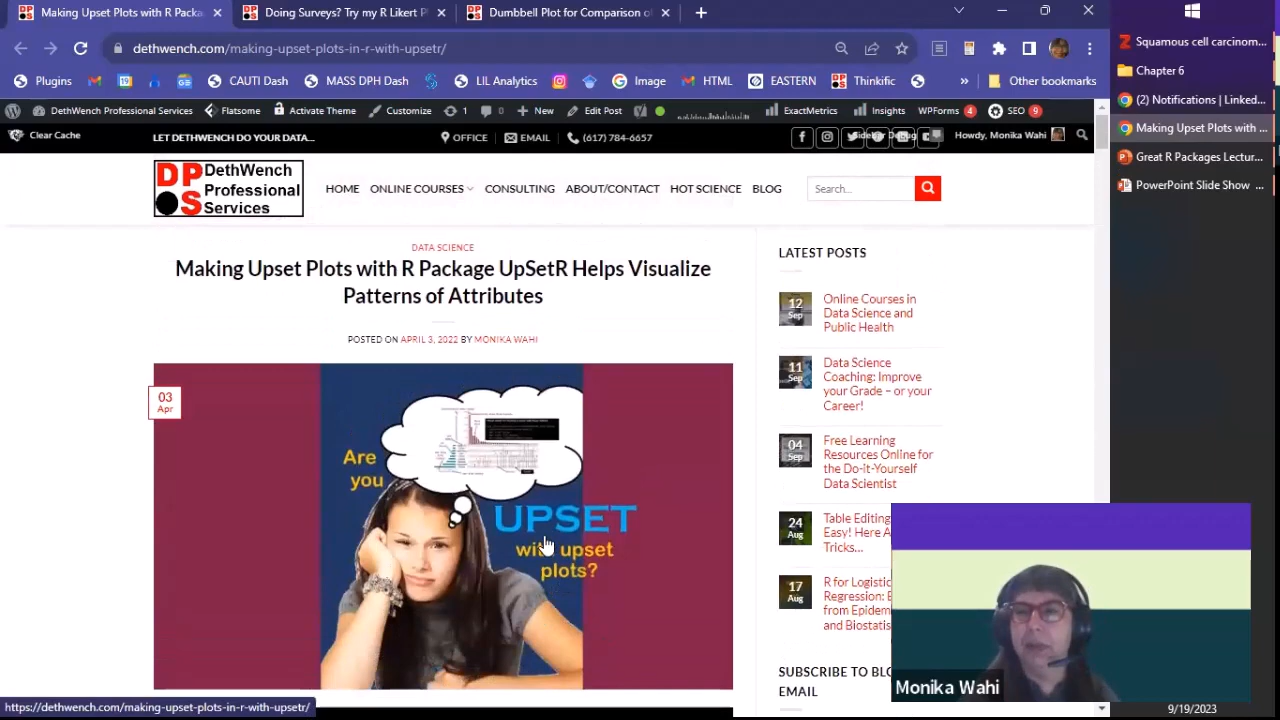 Making Upset Plots with R Packa
Doing Surveys? Try my R Likert P
Dumbbell Plot for Comparison o
dethwench.com/making-upset-plots-in-r-with-upsetr/
Plugins
CAUTI Dash
MASS DPH Dash
LIL Analytics
Image
HTML
EASTERN
Thinkific
»
Other bookmarks
DethWench Professional Services
Flatsome
Activate Theme
Customize
1
0
New
Edit Post
ExactMetrics
Insights
WPForms 4
SEO 9
Clear Cache
LET DETHWENCH DO YOUR DATA...
OFFICE
EMAIL
(617) 784-6657
Sidebar Debug
Howdy, Monika Wahi
DPS
DethWench
Professional
Services
HOME
ONLINE COURSES
CONSULTING
ABOUT/CONTACT
HOT SCIENCE
BLOG
Search...
DATA SCIENCE
Making Upset Plots with R Package UpSetR Helps Visualize
Patterns of Attributes
POSTED ON APRIL 3, 2022 BY MONIKA WAHI
03
Apr
Are
you
UPSET
with upset
plots?
LATEST POSTS
12
Sep
Online Courses in
Data Science and
Public Health
11
Sep
Data Science
Coaching: Improve
your Grade – or your
Career!
04
Sep
Free Learning
Resources Online for
the Do-it-Yourself
Data Scientist
24
Aug
Table Editing
Easy! Here A
Tricks...
17
Aug
R for Logistic
Regression: E
from Epidem
and Biostatis
SUBSCRIBE TO BLO
EMAIL
https://dethwench.com/making-upset-plots-in-r-with-upsetr/
Squamous cell carcinom...
Chapter 6
(2) Notifications | Linked...
Making Upset Plots with ...
Great R Packages Lectur...
PowerPoint Slide Show ...
Monika Wahi
9/19/2023